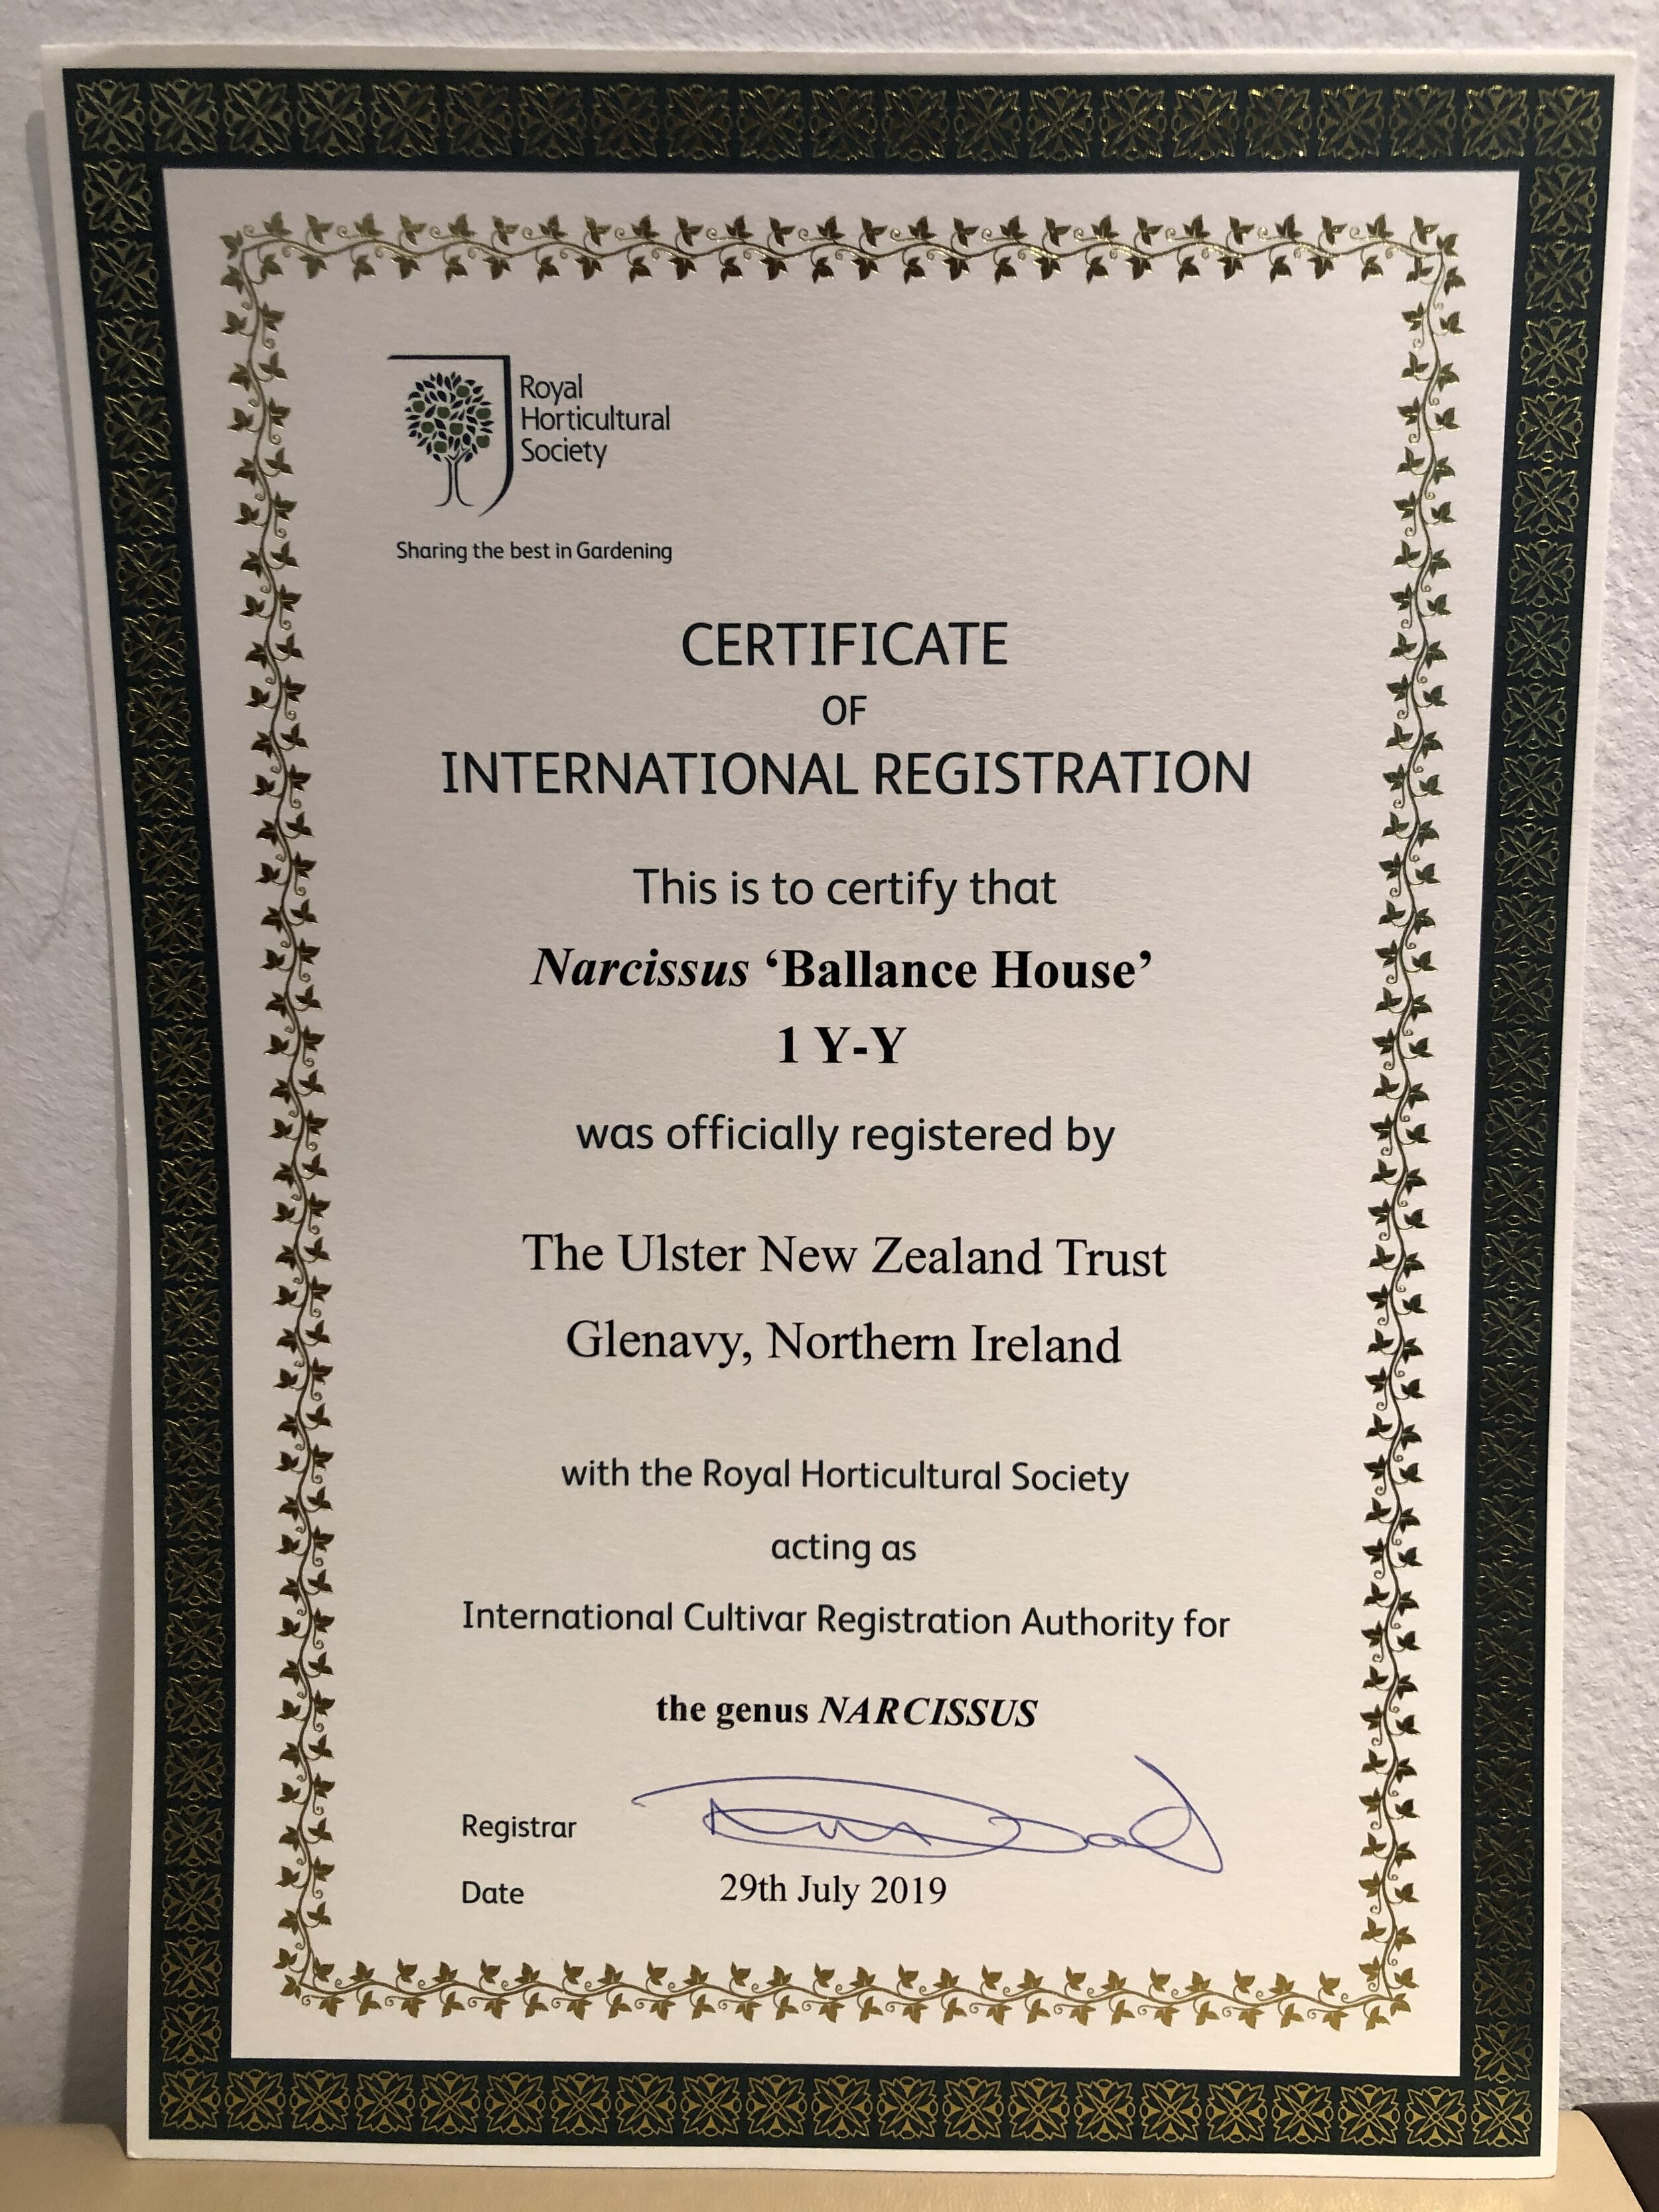 Royal
Horticultural
Society
Sharing the best in Gardening
CERTIFICATE
OF
INTERNATIONAL REGISTRATION
This is to certify that
Narcissus ‘Ballance House’
1 Y-Y
was officially registered by
The Ulster New Zealand Trust
Glenavy, Northern Ireland
with the Royal Horticultural Society
acting as
International Cultivar Registration Authority for
the genus NARCISSUS
Registrar
Date 29th July 2019